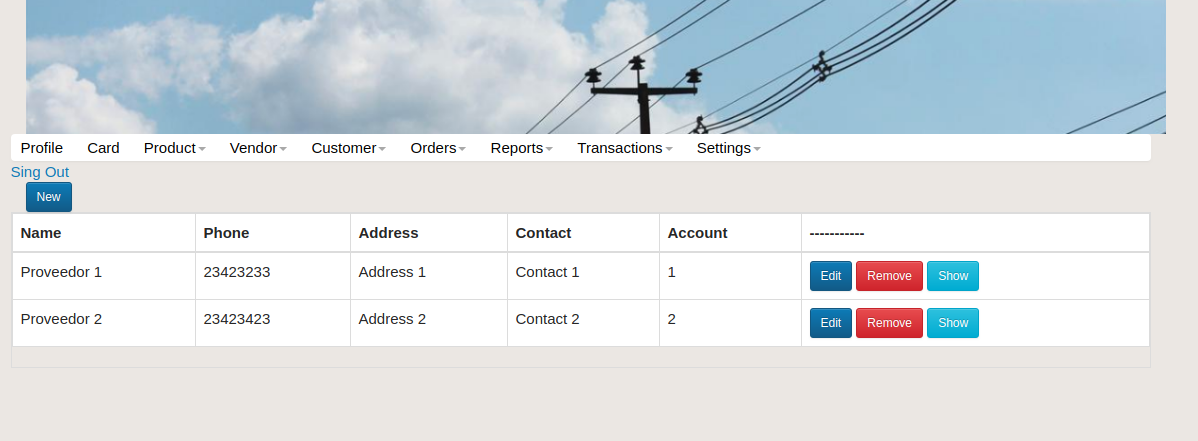 Profile Card Product Vendor Customer Orders Reports Transactions Settings
Sing Out
New
Name Phone Address Contact Account -----------
Proveedor 1 23423233 Address 1 Contact 1 1 Edit Remove Show
Proveedor 2 23423423 Address 2 Contact 2 2 Edit Remove Show